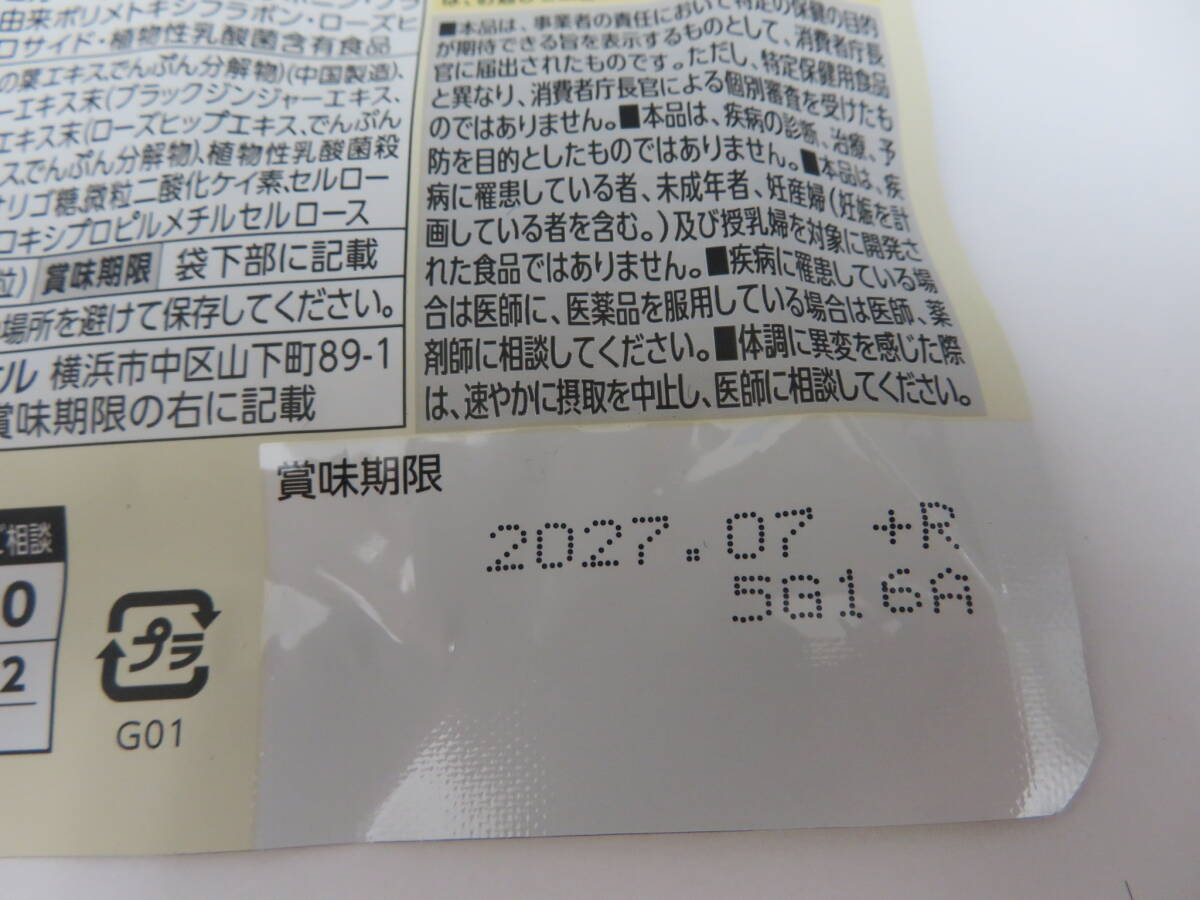 由来ポリメトキシフラボン・ローズヒ
ロサイド・植物性乳酸菌含有食品
の葉エキス、でんぷん分解物)(中国製造)、
ーエキス末(ブラックジンジャーエキス、
エキス末(ローズヒップエキス、でんぷん
ス、でんぷん分解物)、植物性乳酸菌殺
オリゴ糖、微粒二酸化ケイ素、セルロー
ロキシプロピルメチルセルロース
粒) 賞味期限 袋下部に記載
場所を避けて保存してください。
ケル 横浜市中区山下町89-1
賞味期限の右に記載
■本品は、事業者の責任において特定の保健の目的
が期待できる旨を表示するものとして、消費者庁長
官に届出されたものです。ただし、特定保健用食品
と異なり、消費者庁長官による個別審査を受けたも
のではありません。■本品は、疾病の診断、治療、予
防を目的としたものではありません。■本品は、疾
病に罹患している者、未成年者、妊産婦(妊娠を計
画している者を含む。)及び授乳婦を対象に開発さ
れた食品ではありません。■疾病に罹患している場
合は医師に、医薬品を服用している場合は医師、薬
剤師に相談してください。■体調に異変を感じた際
は、速やかに摂取を中止し、医師に相談してください。
賞味期限
2027.07 +R
5G16A
ご相談
0
2
プラ
G01